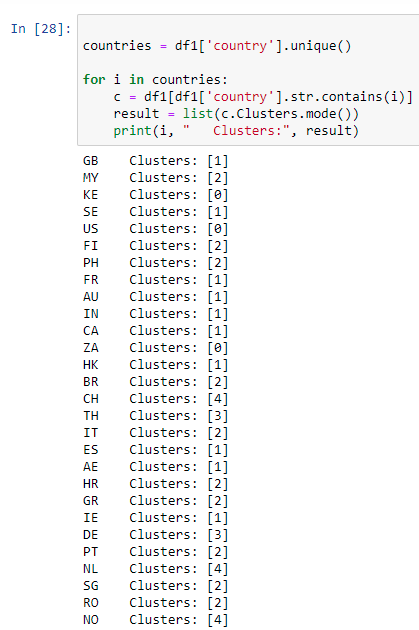 In [28]:
countries = df1['country'].unique()
for i in countries:
    c = df1[df1['country'].str.contains(i)]
    result = list(c.Clusters.mode())
    print(i, "   Clusters:", result)
GB    Clusters: [1]
MY    Clusters: [2]
KE    Clusters: [0]
SE    Clusters: [1]
US    Clusters: [0]
FI    Clusters: [2]
PH    Clusters: [2]
FR    Clusters: [1]
AU    Clusters: [1]
IN    Clusters: [1]
CA    Clusters: [1]
ZA    Clusters: [0]
HK    Clusters: [1]
BR    Clusters: [2]
CH    Clusters: [4]
TH    Clusters: [3]
IT    Clusters: [2]
ES    Clusters: [1]
AE    Clusters: [1]
HR    Clusters: [2]
GR    Clusters: [2]
IE    Clusters: [1]
DE    Clusters: [3]
PT    Clusters: [2]
NL    Clusters: [4]
SG    Clusters: [2]
RO    Clusters: [2]
NO    Clusters: [4]